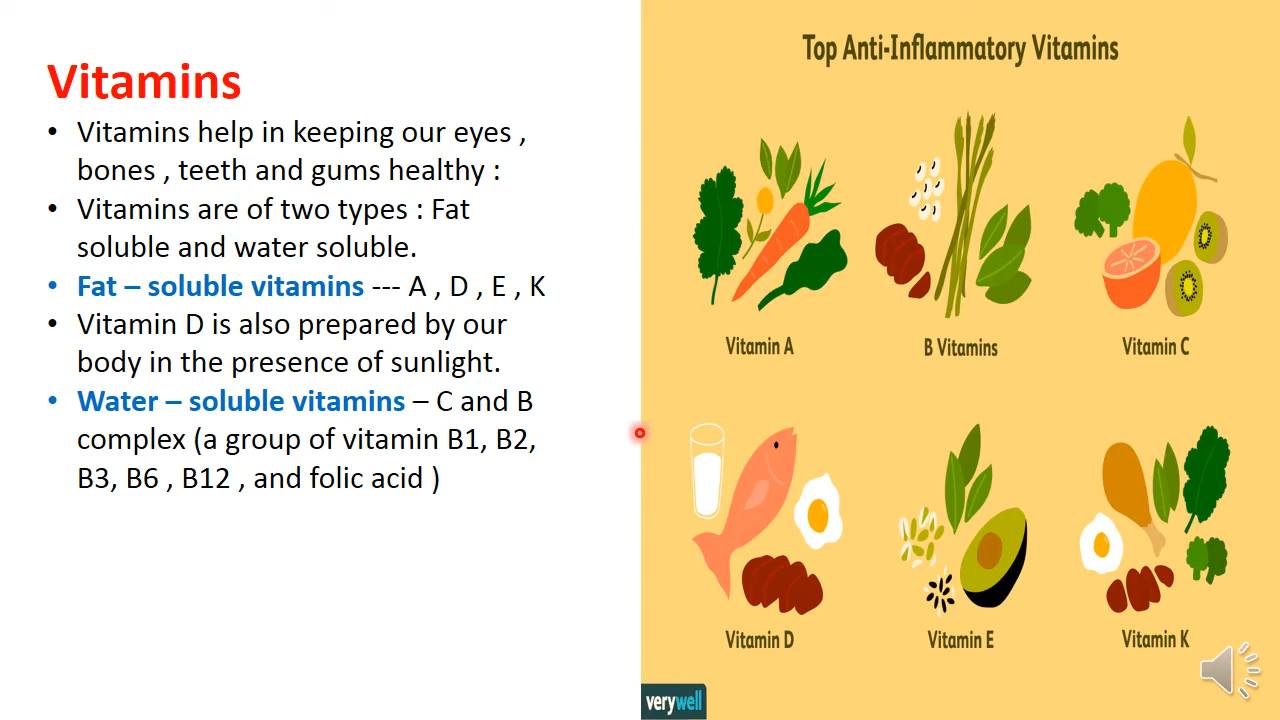 Vitamins
• Vitamins help in keeping our eyes ,
bones , teeth and gums healthy :
• Vitamins are of two types : Fat
soluble and water soluble.
• Fat – soluble vitamins --- A , D , E , K
• Vitamin D is also prepared by our
body in the presence of sunlight.
• Water – soluble vitamins – C and B
complex (a group of vitamin B1, B2,
B3, B6 , B12 , and folic acid )
Top Anti-Inflammatory Vitamins
Vitamin A
B Vitamins
Vitamin C
Vitamin D
Vitamin E
Vitamin K
verywell